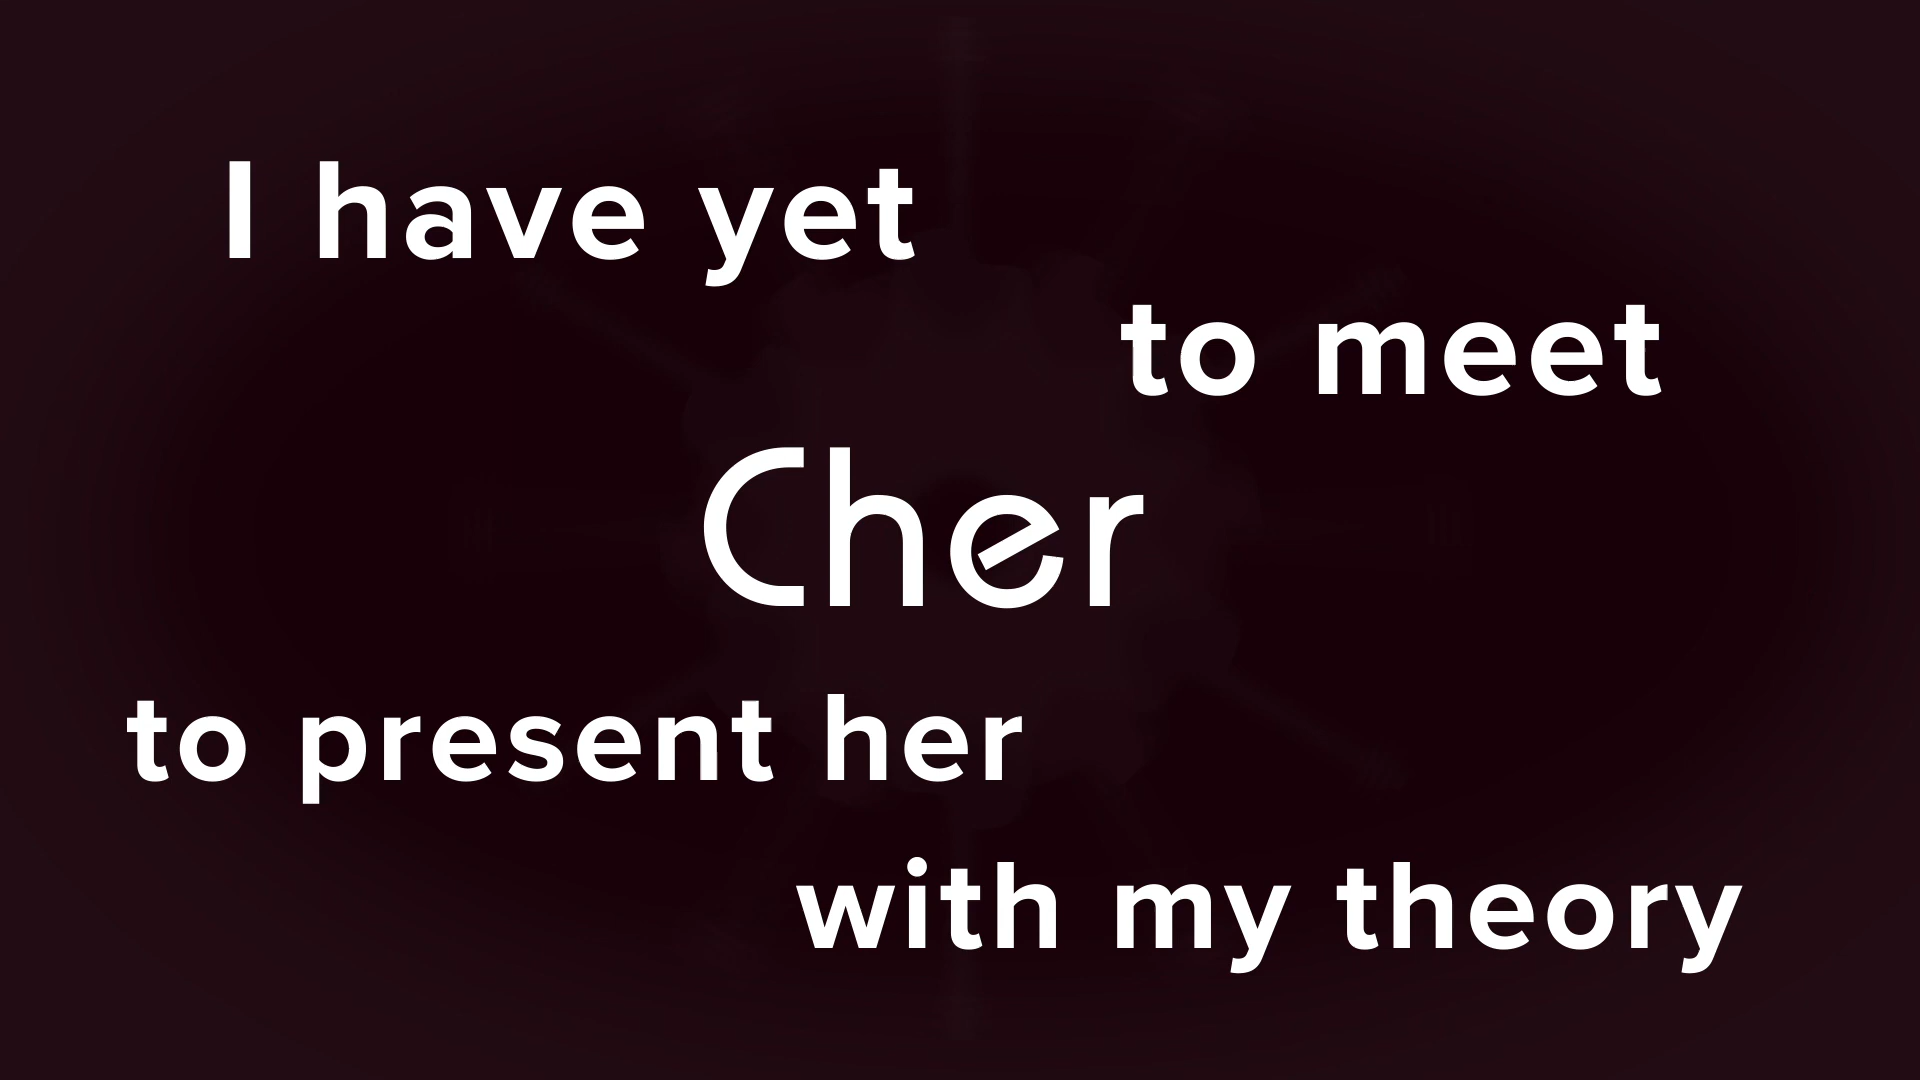 I have yet
to meet
Cher
to present her
with my theory